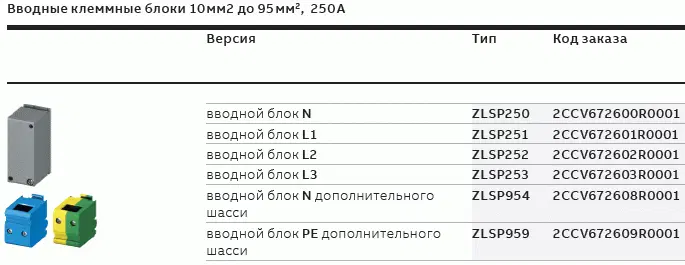 Вводные клеммные блоки 10мм2 до 95мм², 250А
Версия Тип Код заказа
вводной блок N ZLSP250 2CCV672600R0001
вводной блок L1 ZLSP251 2CCV672601R0001
вводной блок L2 ZLSP252 2CCV672602R0001
вводной блок L3 ZLSP253 2CCV672603R0001
вводной блок N дополнительного ZLSP954 2CCV672608R0001
шасси
вводной блок PE дополнительного ZLSP959 2CCV672609R0001
шасси